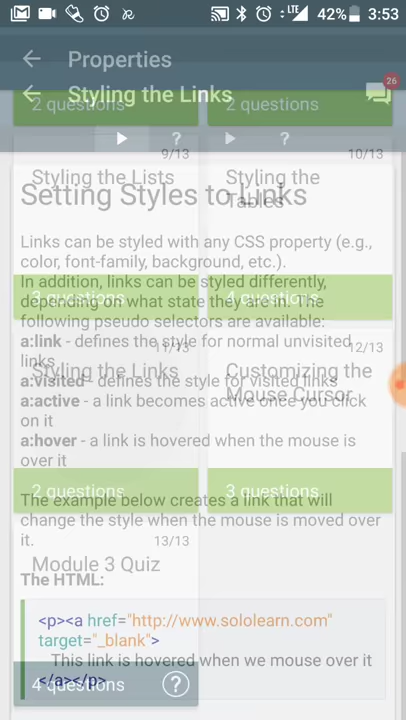 42% 3:53
Properties
Styling the Links
26
2 questions
2 questions
9/13
10/13
Styling the Lists
Styling the
Tables
Setting Styles to Links
Links can be styled with any CSS property (e.g.,
color, font-family, background, etc.).
In addition, links can be styled differently,
depending on what state they are in. The
following pseudo selectors are available:
3 questions
4 questions
a:link - defines the style for normal unvisited
links
11/13
12/13
Styling the Links
Customizing the
Mouse Cursor
a:visited - defines the style for visited links
a:active - a link becomes active once you click
on it
a:hover - a link is hovered when the mouse is
over it
2 questions
3 questions
The example below creates a link that will
change the style when the mouse is moved over
it.
13/13
Module 3 Quiz
The HTML:
<p><a href="http://www.sololearn.com"
target="_blank">
This link is hovered when we mouse over it
</a></p>
4 questions